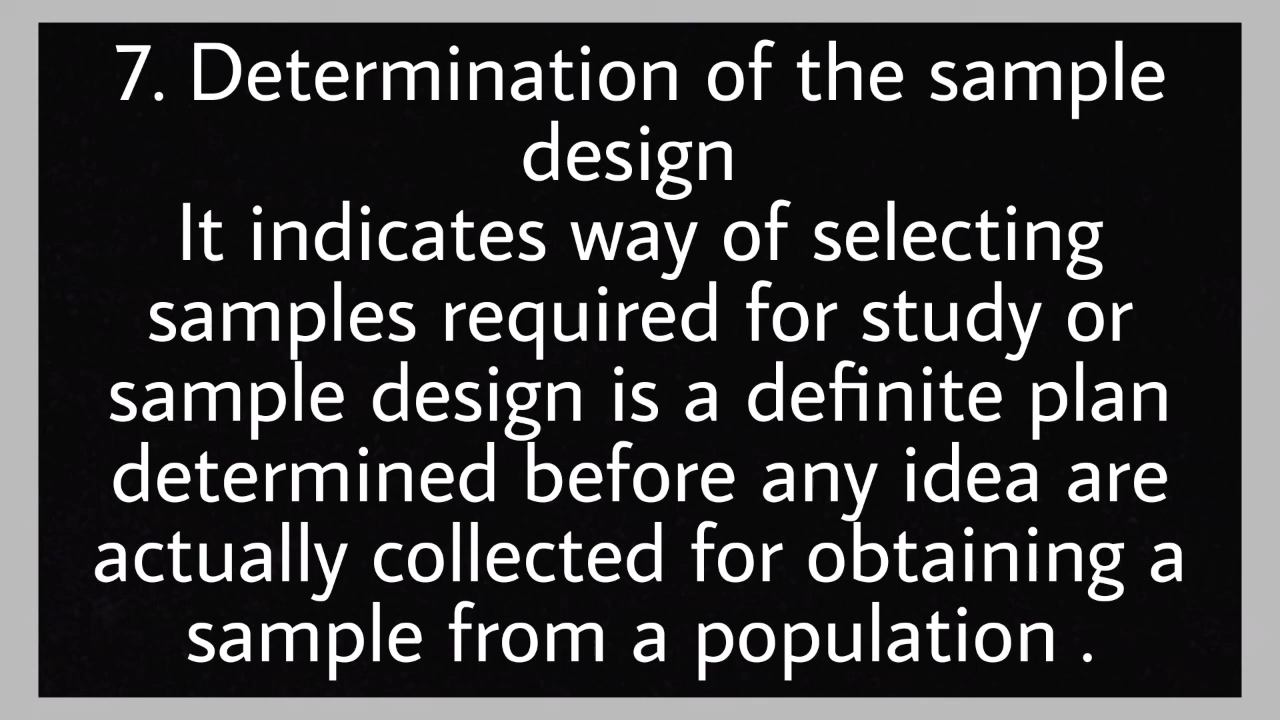 7. Determination of the sample
design
It indicates way of selecting
samples required for study or
sample design is a definite plan
determined before any idea are
actually collected for obtaining a
sample from a population .